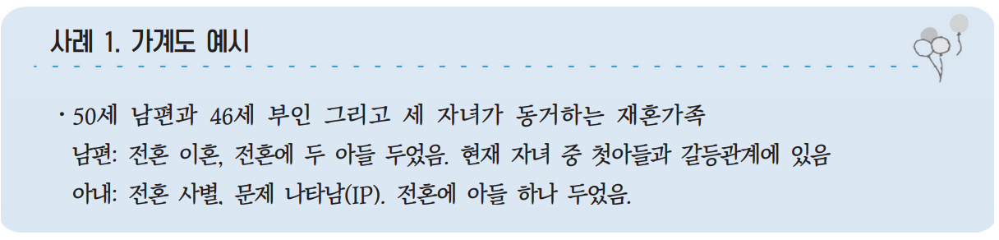 사례 1. 가계도 예시
· 50세 남편과 46세 부인 그리고 세 자녀가 동거하는 재혼가족
남편: 전혼 이혼, 전혼에 두 아들 두었음. 현재 자녀 중 첫아들과 갈등관계에 있음
아내: 전혼 사별, 문제 나타남(IP). 전혼에 아들 하나 두었음.